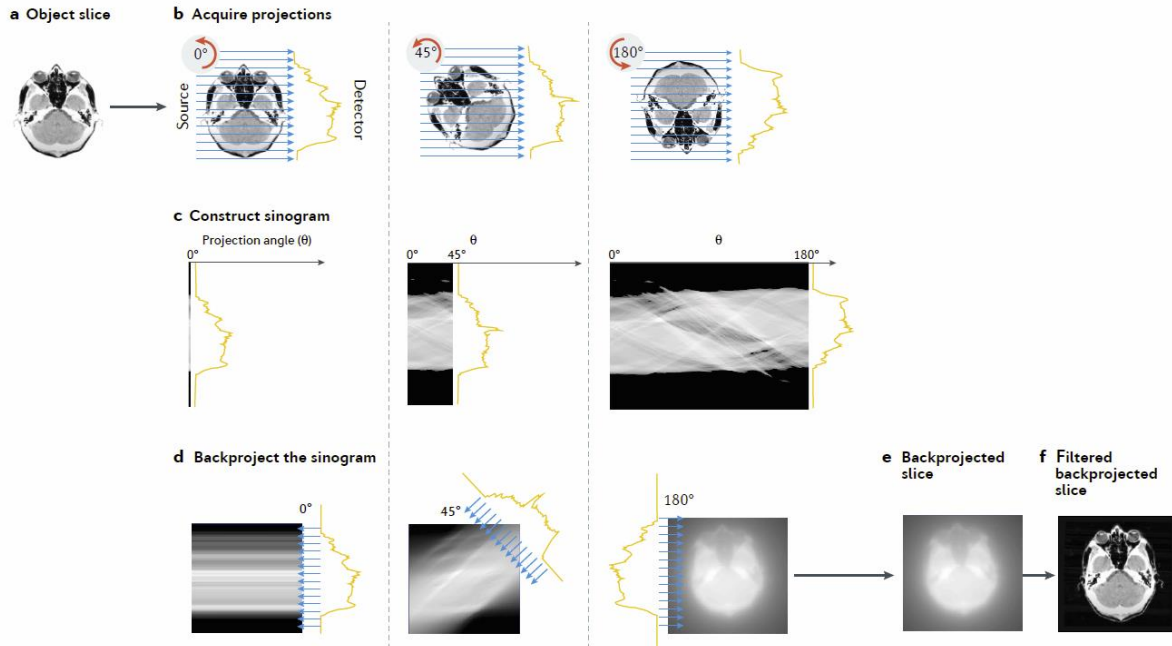 a Object slice
b Acquire projections
0°
45°
180°
Source
Detector
c Construct sinogram
Projection angle (θ)
θ
θ
0°
0°
45°
0°
180°
d Backproject the sinogram
e Backprojected
slice
f Filtered
backprojected
slice
0°
45°
180°